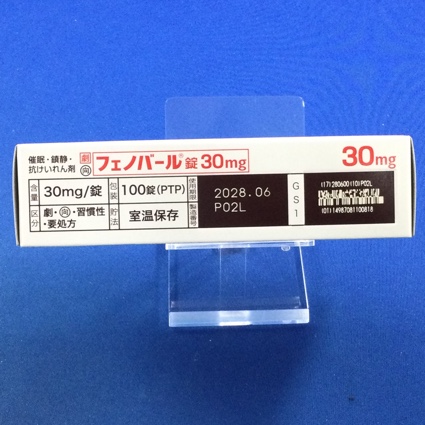 催眠・鎮静・
抗けいれん剤
劇
向
フェノバール®錠30mg
30mg
含量
30mg/錠
包装
100錠(PTP)
使用期限
2028.06
製造番号
P02L
区分
劇・向・習慣性
・要処方
貯法
室温保存
GS1
(17)280600(10)P02L
(01)14987081100818